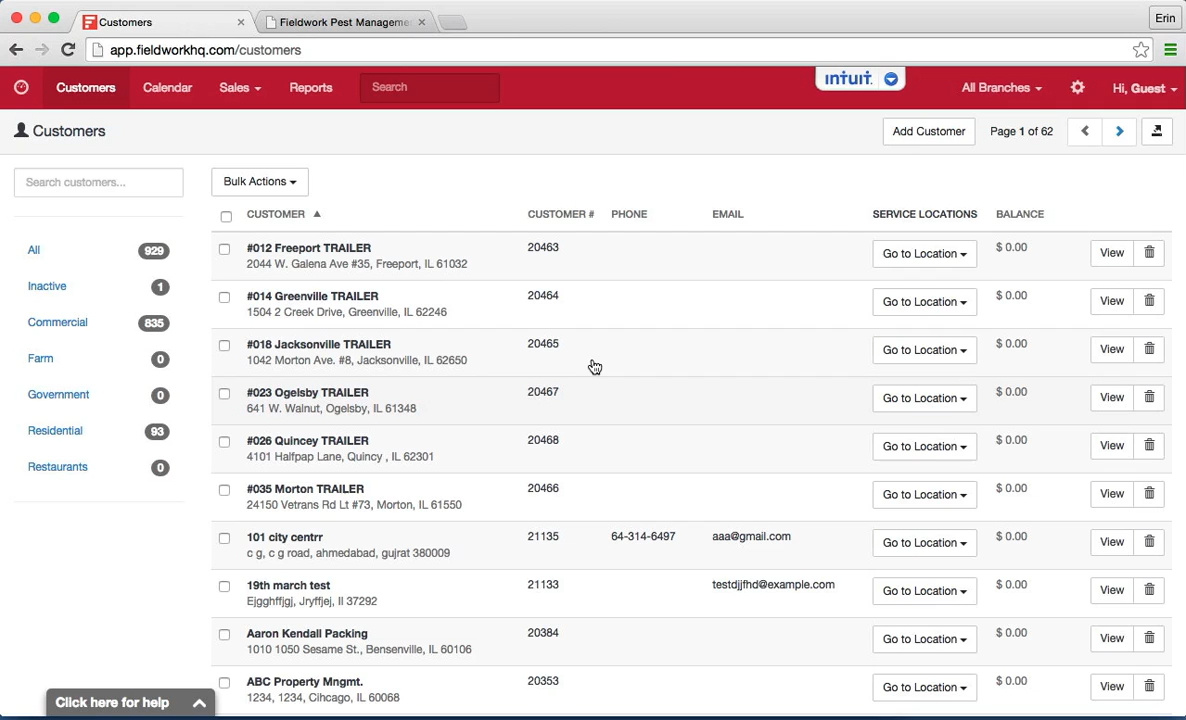 Customers
Fieldwork Pest Manageme
Erin
app.fieldworkhq.com/customers
Customers Calendar Sales Reports Search intuit. All Branches Hi, Guest
Customers
Add Customer Page 1 of 62
Search customers...
Bulk Actions
CUSTOMER CUSTOMER # PHONE EMAIL SERVICE LOCATIONS BALANCE
All 929
Inactive 1
Commercial 835
Farm 0
Government 0
Residential 93
Restaurants 0
#012 Freeport TRAILER 20463 Go to Location $ 0.00 View
2044 W. Galena Ave #35, Freeport, IL 61032
#014 Greenville TRAILER 20464 Go to Location $ 0.00 View
1504 2 Creek Drive, Greenville, IL 62246
#018 Jacksonville TRAILER 20465 Go to Location $ 0.00 View
1042 Morton Ave. #8, Jacksonville, IL 62650
#023 Ogelsby TRAILER 20467 Go to Location $ 0.00 View
641 W. Walnut, Ogelsby, IL 61348
#026 Quincey TRAILER 20468 Go to Location $ 0.00 View
4101 Halfpap Lane, Quincy , IL 62301
#035 Morton TRAILER 20466 Go to Location $ 0.00 View
24150 Vetrans Rd Lt #73, Morton, IL 61550
101 city centrr 21135 64-314-6497 aaa@gmail.com Go to Location $ 0.00 View
c g, c g road, ahmedabad, gujrat 380009
19th march test 21133 testdjjfhd@example.com Go to Location $ 0.00 View
Ejgghffjgj, Jryffjej, Il 37292
Aaron Kendall Packing 20384 Go to Location $ 0.00 View
1010 1050 Sesame St., Bensenville, IL 60106
ABC Property Mngmt. 20353 Go to Location $ 0.00 View
1234, 1234, Cihcago, IL 60068
Click here for help